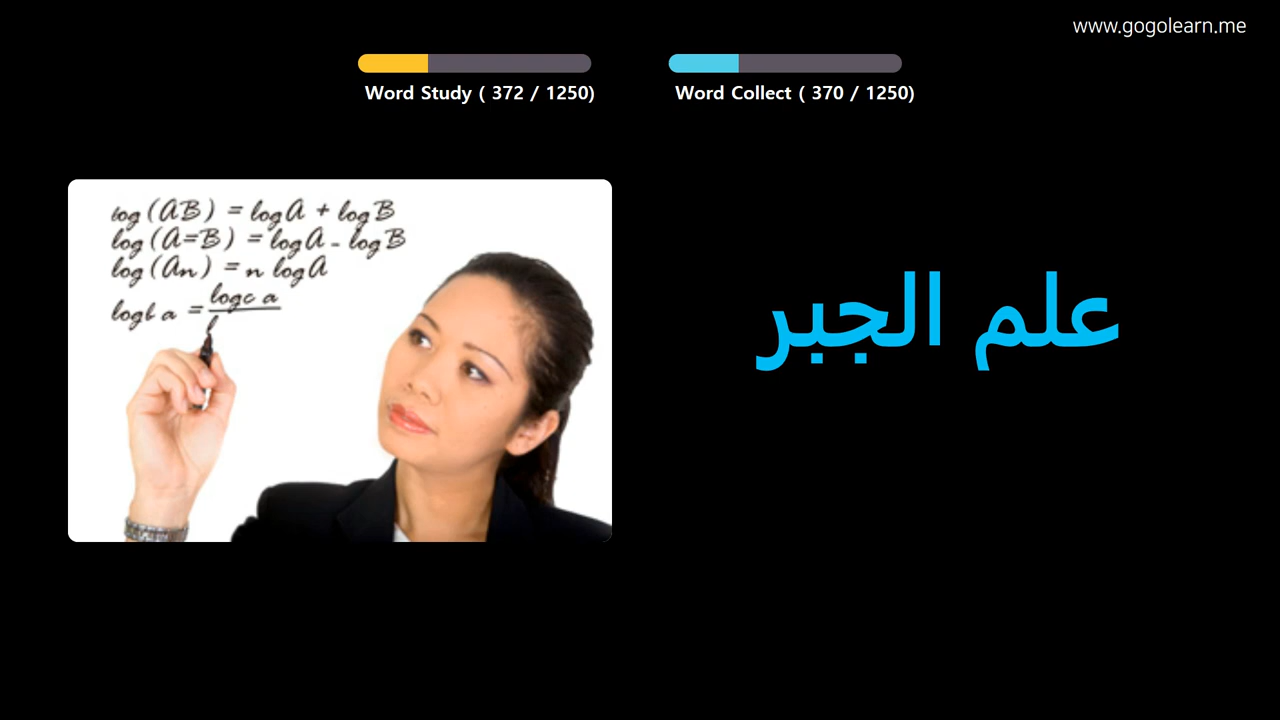 www.gogolearn.me
Word Study ( 372 / 1250)
Word Collect ( 370 / 1250)
log (AB) = log A + log B
log (A=B) = log A - log B
log (An) = n log A
logb a = logc a
علم الجبر